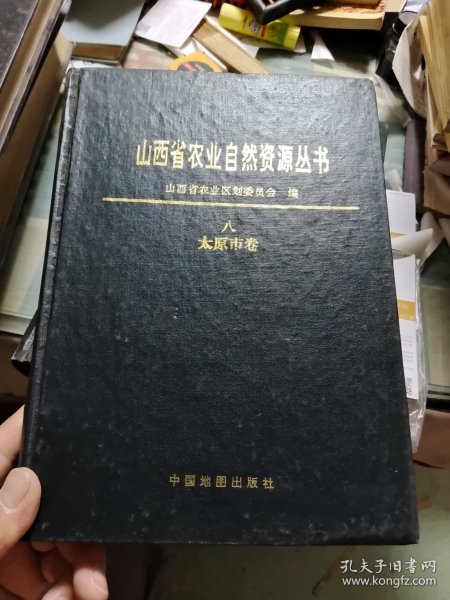 山西省农业自然资源丛书
山西省农业区划委员会 编
八
太原市卷
中国地图出版社
孔夫子旧书网
www.kongfz.com